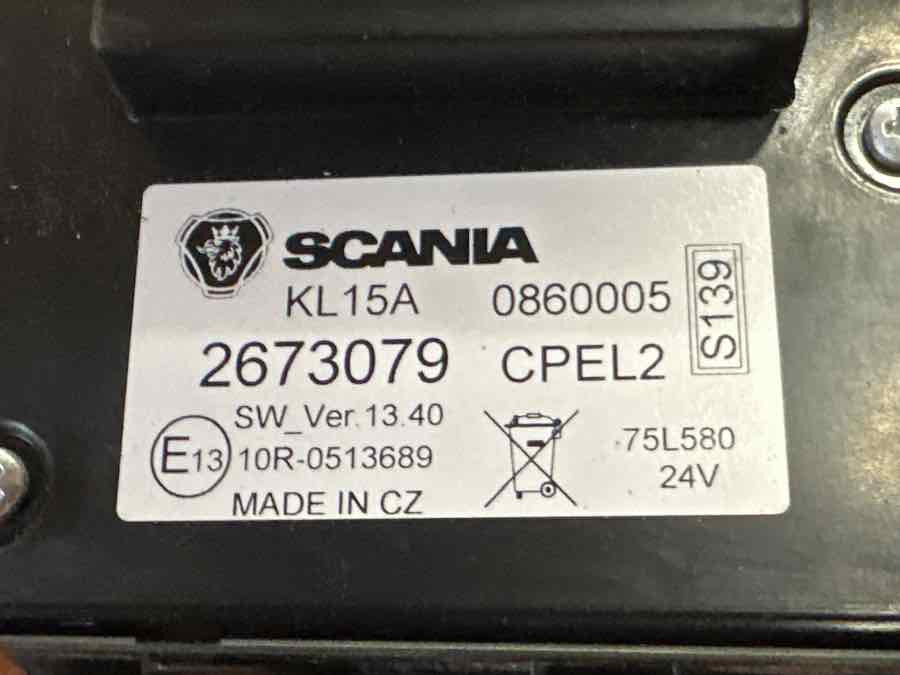 SCANIA
KL15A 0860005
S139
2673079 CPEL2
SW_Ver.13.40
E13 10R-0513689
75L580
24V
MADE IN CZ